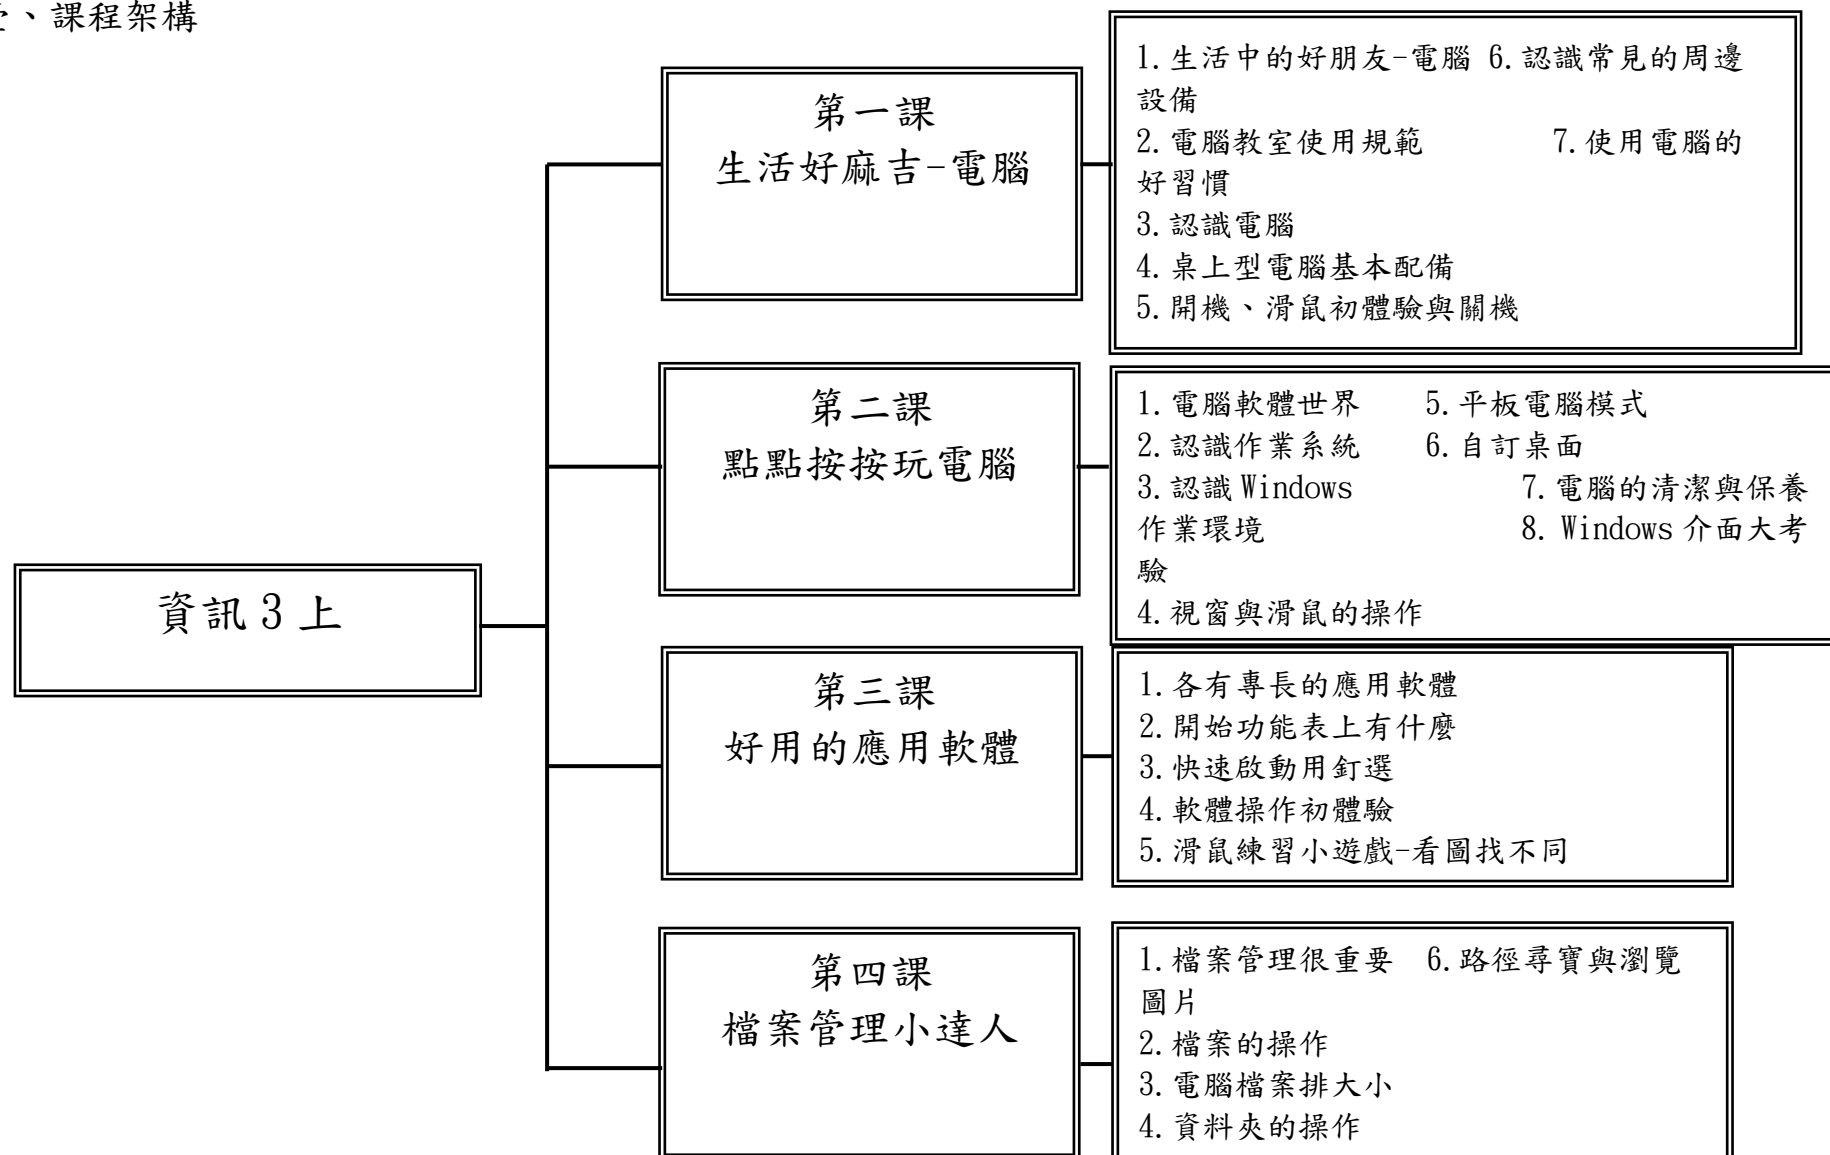 、課程架構
資訊 3 上
第一課
生活好麻吉-電腦
1.生活中的好朋友-電腦 6.認識常見的周邊
設備
2.電腦教室使用規範 7.使用電腦的
好習慣
3.認識電腦
4.桌上型電腦基本配備
5.開機、滑鼠初體驗與關機
第二課
點點按按玩電腦
1.電腦軟體世界 5.平板電腦模式
2.認識作業系統 6.自訂桌面
3.認識 Windows 7.電腦的清潔與保養
作業環境 8. Windows 介面大考
驗
4.視窗與滑鼠的操作
第三課
好用的應用軟體
1.各有專長的應用軟體
2.開始功能表上有什麼
3.快速啟動用釘選
4.軟體操作初體驗
5.滑鼠練習小遊戲-看圖找不同
第四課
檔案管理小達人
1.檔案管理很重要 6.路徑尋寶與瀏覽
圖片
2.檔案的操作
3.電腦檔案排大小
4.資料夾的操作